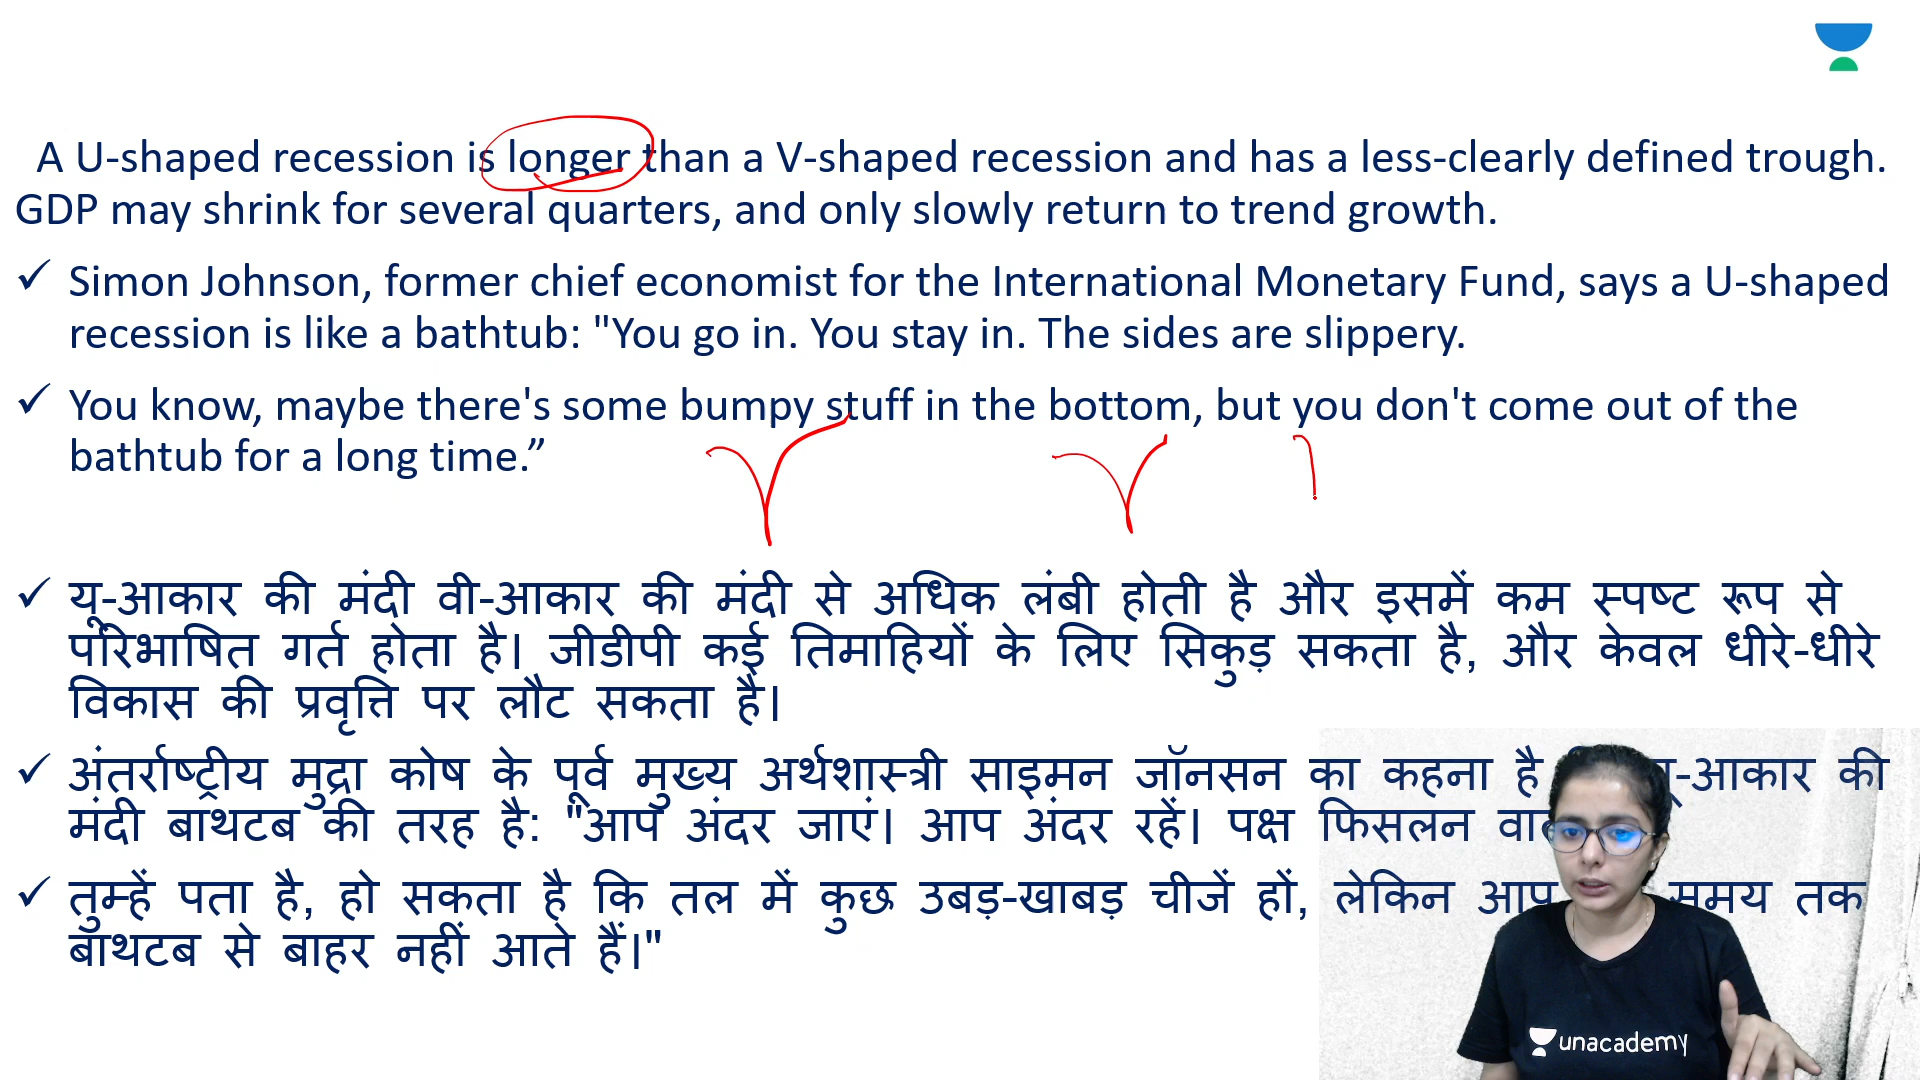 A U-shaped recession is longer than a V-shaped recession and has a less-clearly defined trough.
GDP may shrink for several quarters, and only slowly return to trend growth.
✓ Simon Johnson, former chief economist for the International Monetary Fund, says a U-shaped
recession is like a bathtub: "You go in. You stay in. The sides are slippery.
✓ You know, maybe there's some bumpy stuff in the bottom, but you don't come out of the
bathtub for a long time.”
✓ यू-आकार की मंदी वी-आकार की मंदी से अधिक लंबी होती है और इसमें कम स्पष्ट रूप से
परिभाषित गर्त होता है। जीडीपी कई तिमाहियों के लिए सिकुड़ सकता है, और केवल धीरे-धीरे
विकास की प्रवृत्ति पर लौट सकता है।
✓ अंतर्राष्ट्रीय मुद्रा कोष के पूर्व मुख्य अर्थशास्त्री साइमन जॉनसन का कहना है -आकार की
मंदी बाथटब की तरह है: "आप अंदर जाएं। आप अंदर रहें। पक्ष फिसलन
✓ तुम्हें पता है, हो सकता है कि तल में कुछ उबड़-खाबड़ चीजें हों, लेकिन आप समय तक
बाथटब से बाहर नहीं आते हैं।"
unacademy